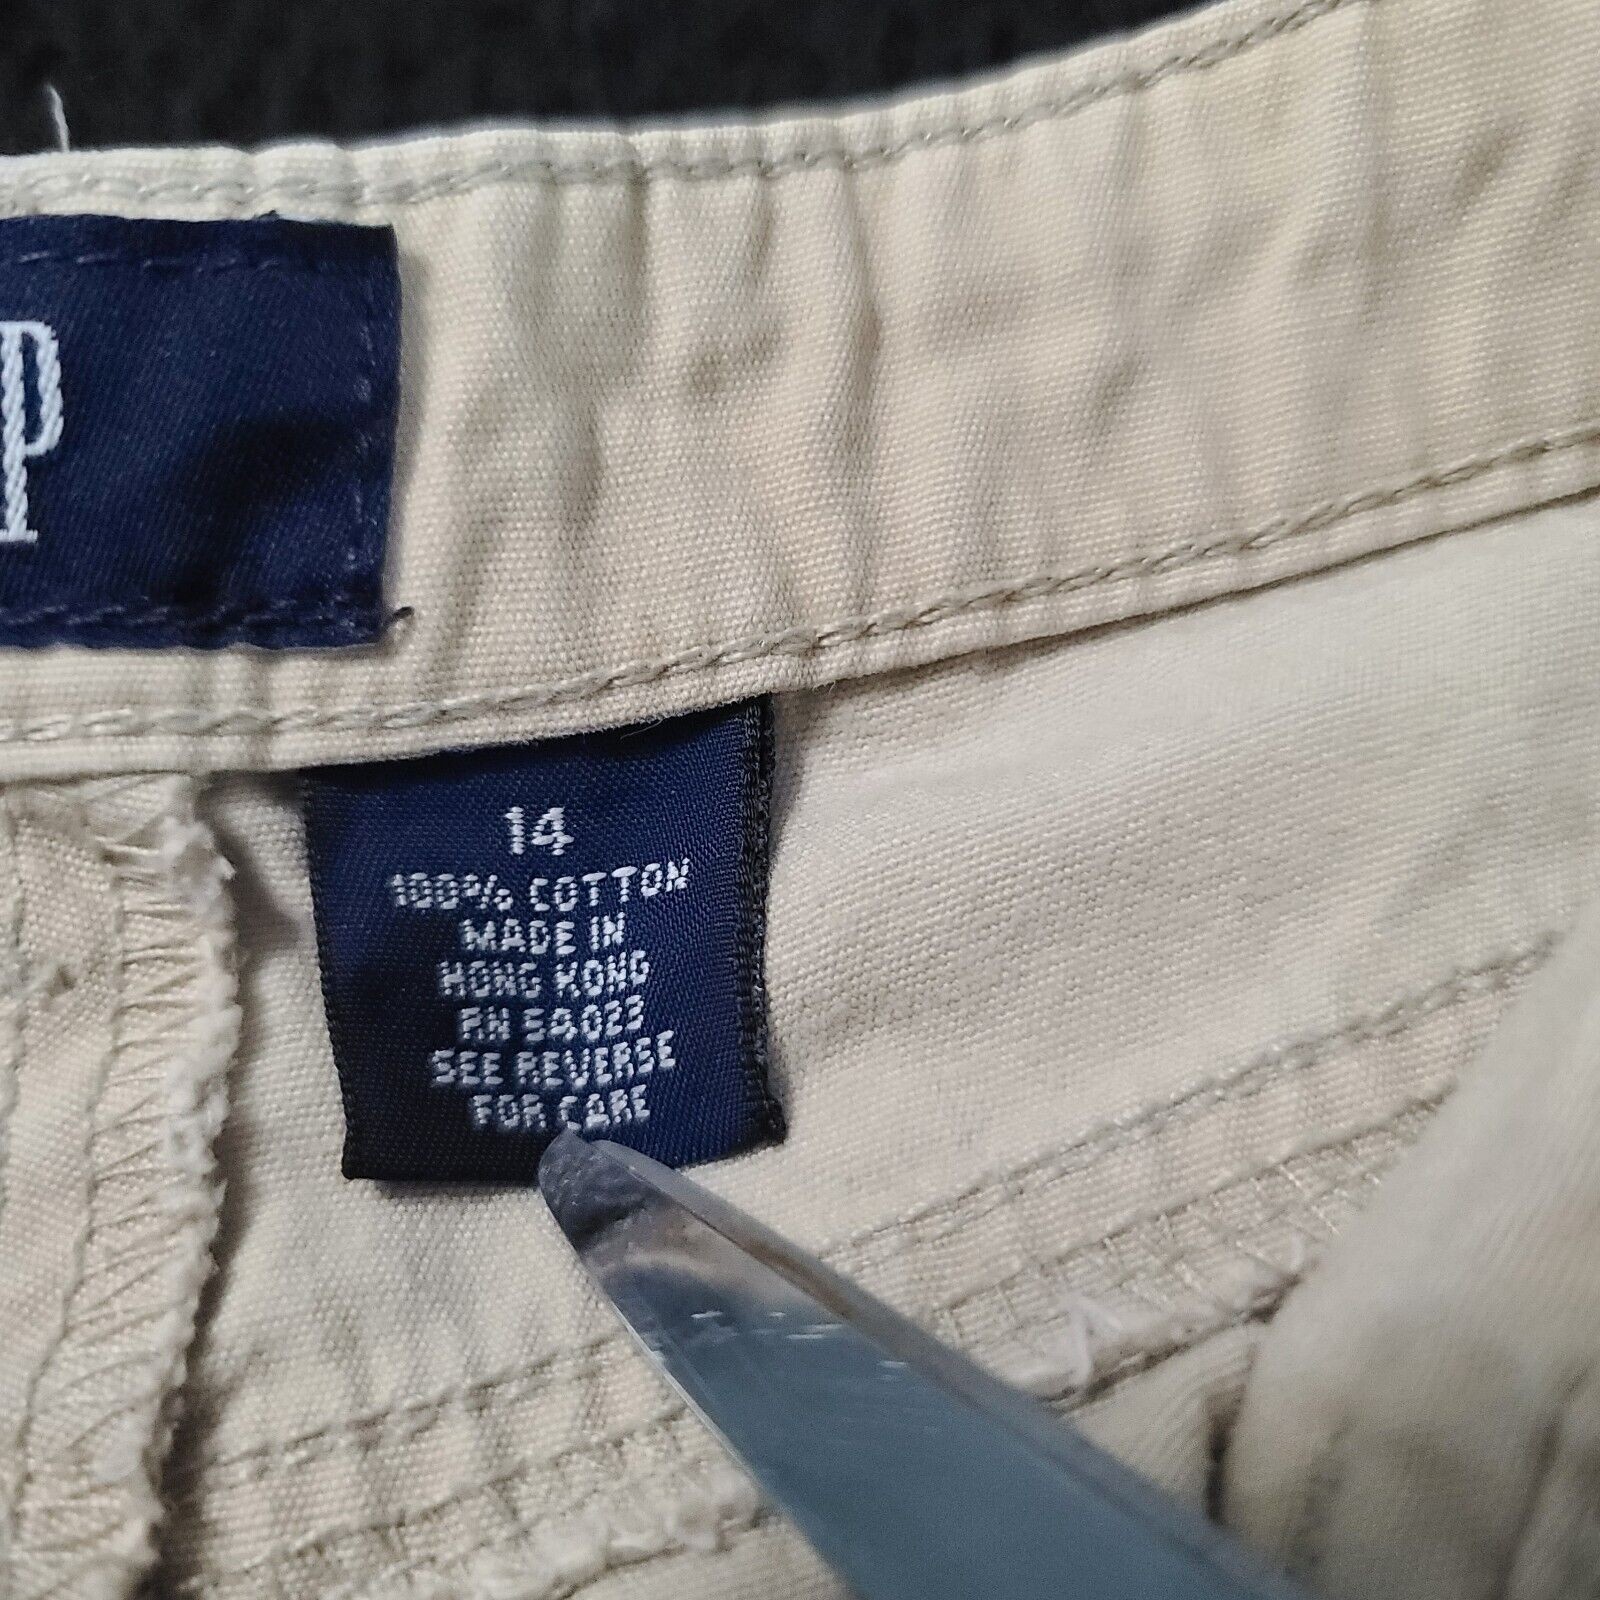 P
14
100% COTTON
MADE IN
HONG KONG
RN 54023
SEE REVERSE
FOR CARE